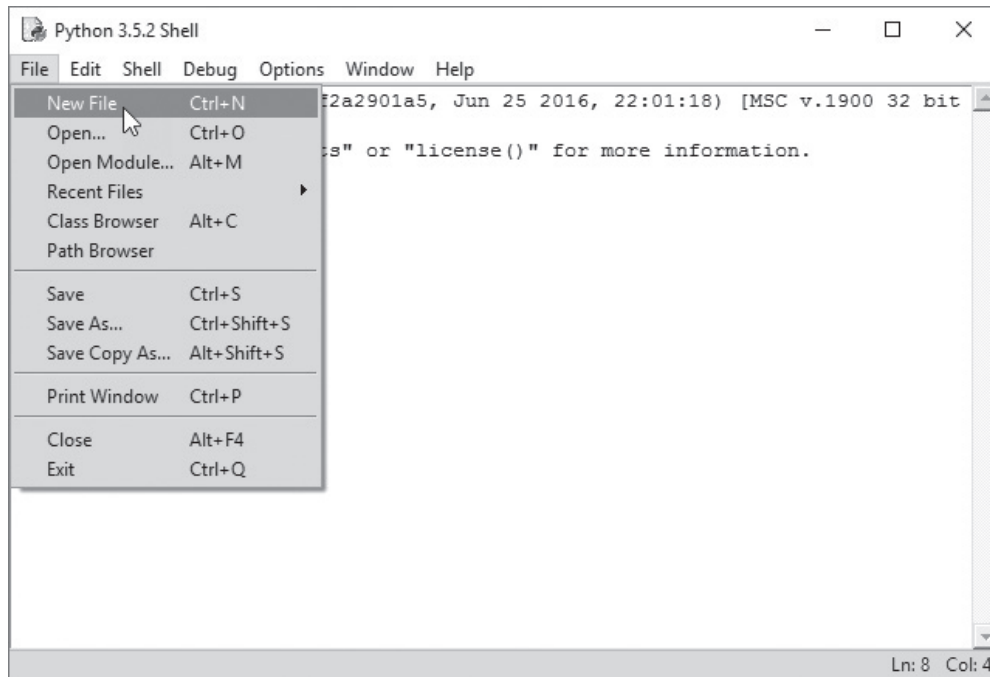 Python 3.5.2 Shell
File Edit Shell Debug Options Window Help
New File Ctrl+N
Open... Ctrl+O
Open Module... Alt+M
Recent Files
Class Browser Alt+C
Path Browser
Save Ctrl+S
Save As... Ctrl+Shift+S
Save Copy As... Alt+Shift+S
Print Window Ctrl+P
Close Alt+F4
Exit Ctrl+Q
f2a2901a5, Jun 25 2016, 22:01:18) [MSC v.1900 32 bit
s" or "license()" for more information.
Ln: 8 Col: 4